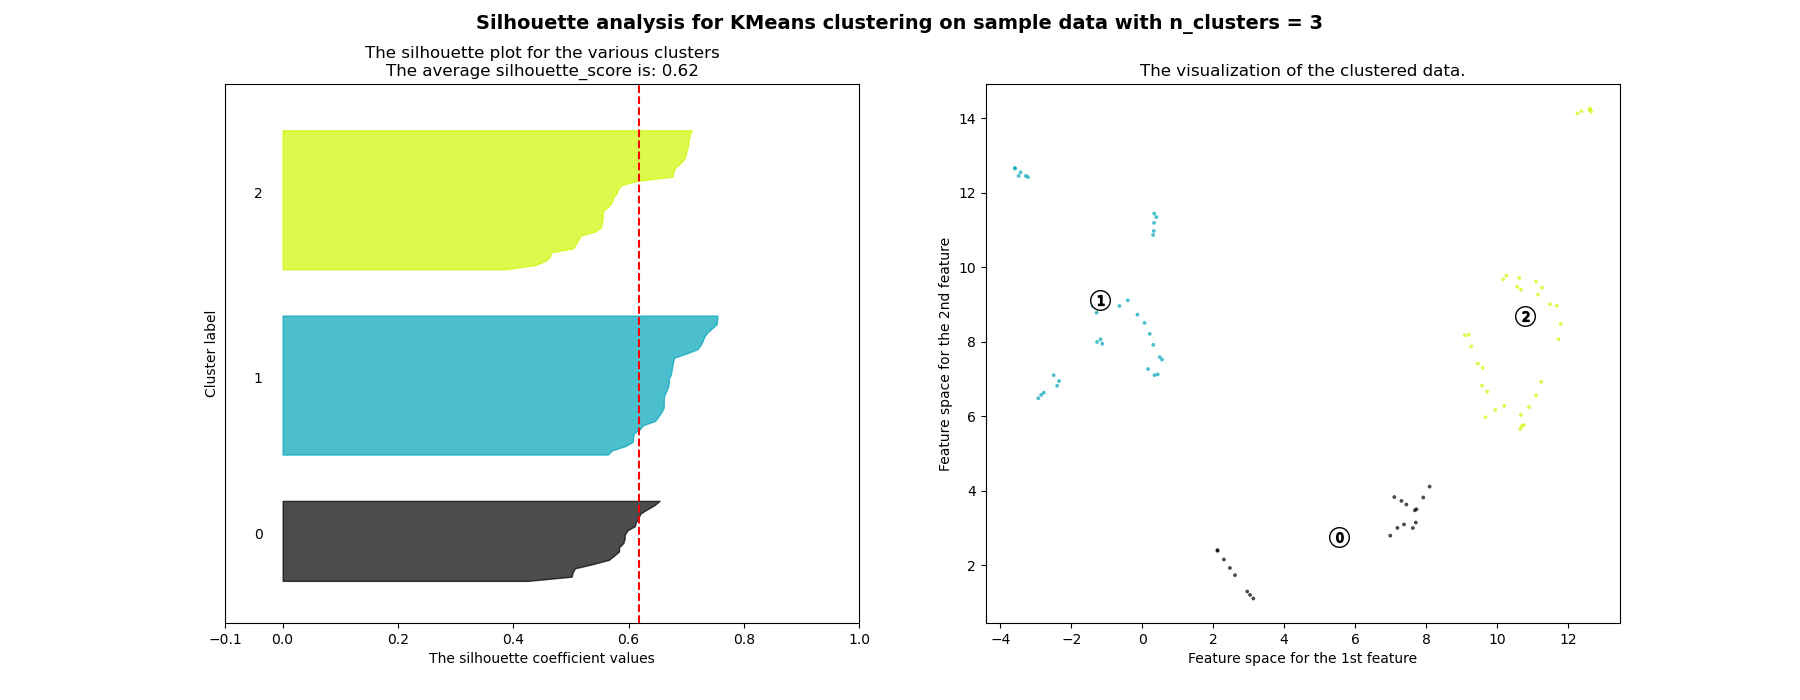 Silhouette analysis for KMeans clustering on sample data with n_clusters = 3
The silhouette plot for the various clusters
The average silhouette_score is: 0.62
Cluster label
2
1
0
−0.1 0.0 0.2 0.4 0.6 0.8 1.0
The silhouette coefficient values
The visualization of the clustered data.
Feature space for the 2nd feature
14
12
10
8
6
4
2
1
2
0
−4 −2 0 2 4 6 8 10 12
Feature space for the 1st feature